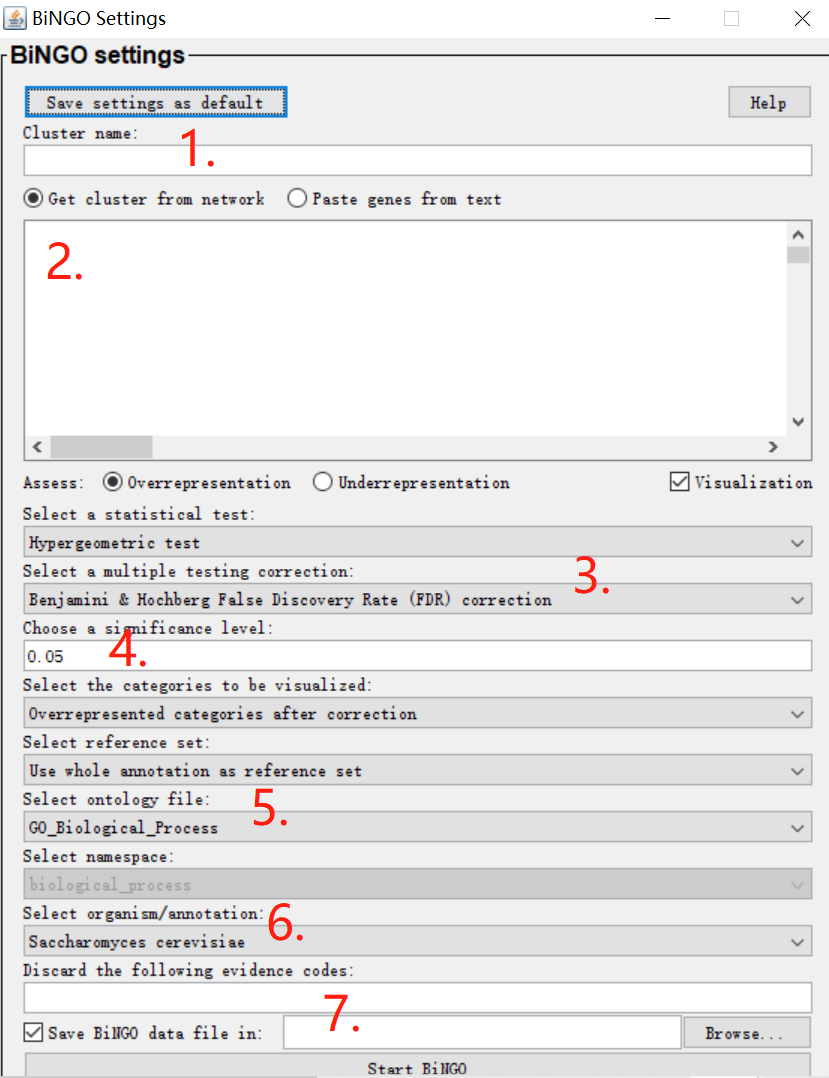 BiNGO Settings
BiNGO settings
Save settings as default
Help
Cluster name:
1.
Get cluster from network
Paste genes from text
2.
Assess:
Overrepresentation
Underrepresentation
Visualization
Select a statistical test:
Hypergeometric test
Select a multiple testing correction:
3.
Benjamini & Hochberg False Discovery Rate (FDR) correction
Choose a significance level:
4.
0.05
Select the categories to be visualized:
Overrepresented categories after correction
Select reference set:
Use whole annotation as reference set
Select ontology file:
5.
GO_Biological_Process
Select namespace:
biological_process
Select organism/annotation:
6.
Saccharomyces cerevisiae
Discard the following evidence codes:
7.
Save BiNGO data file in:
Browse...
Start BiNGO